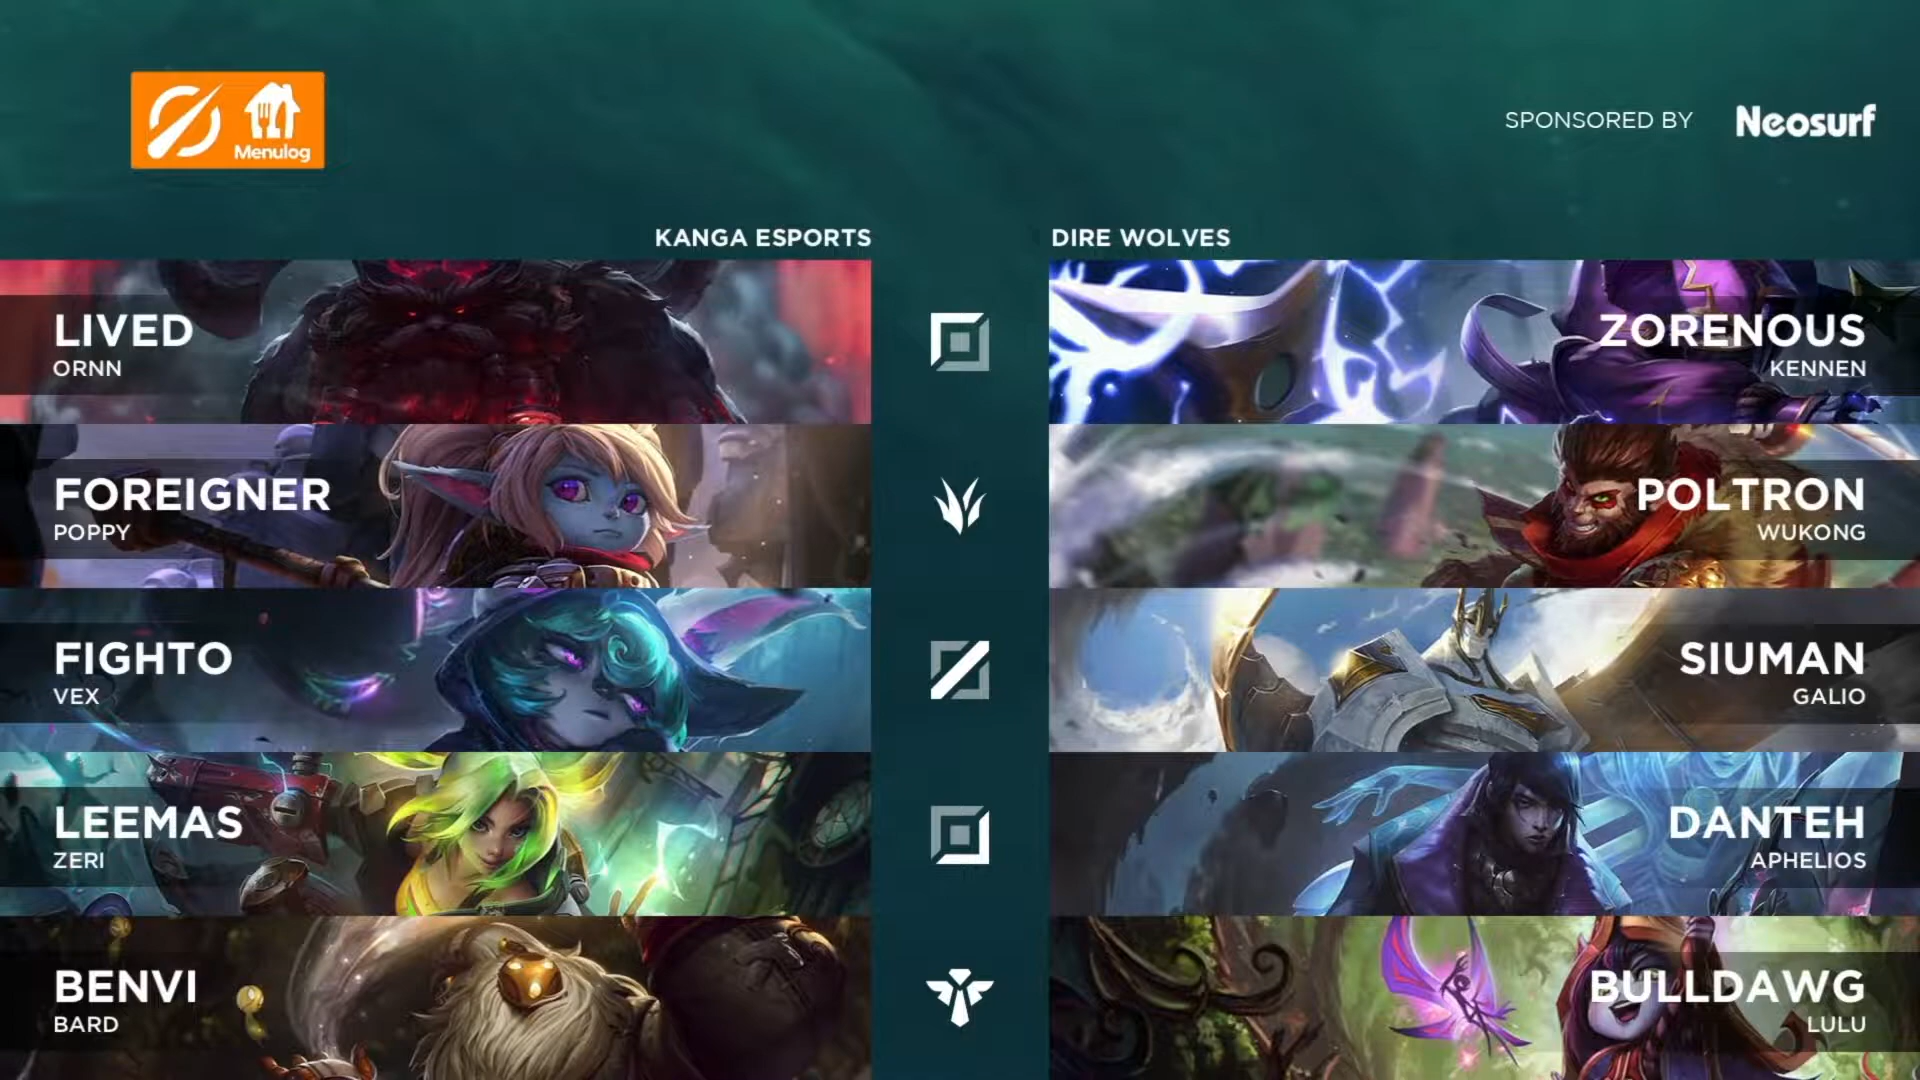 Menulog
SPONSORED BY Neosurf
KANGA ESPORTS
DIRE WOLVES
LIVED
ORNN
ZORENOUS
KENNEN
FOREIGNER
POPPY
POLTRON
WUKONG
FIGHTO
VEX
SIUMAN
GALIO
LEEMAS
ZERI
DANTEH
APHELIOS
BENVI
BARD
BULLDAWG
LULU